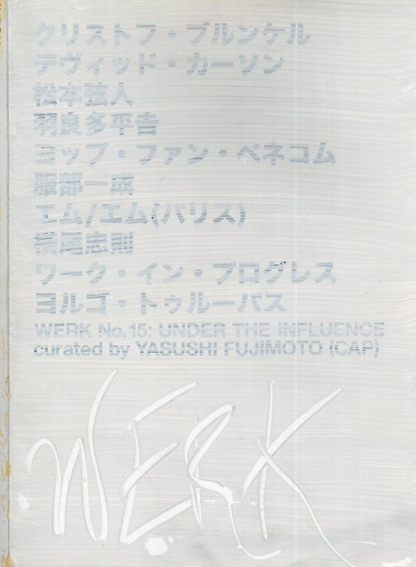 クリストフ・ブルンケル
デヴィッド・カーソン
松本弦人
羽良多平吉
ヨップ・ファン・ベネコム
服部一成
エム/エム(パリス)
横尾忠則
ワーク・イン・プログレス
ヨルゴ・トゥルーパス
WERK No.15: UNDER THE INFLUENCE
curated by YASUSHI FUJIMOTO (CAP)
WERK